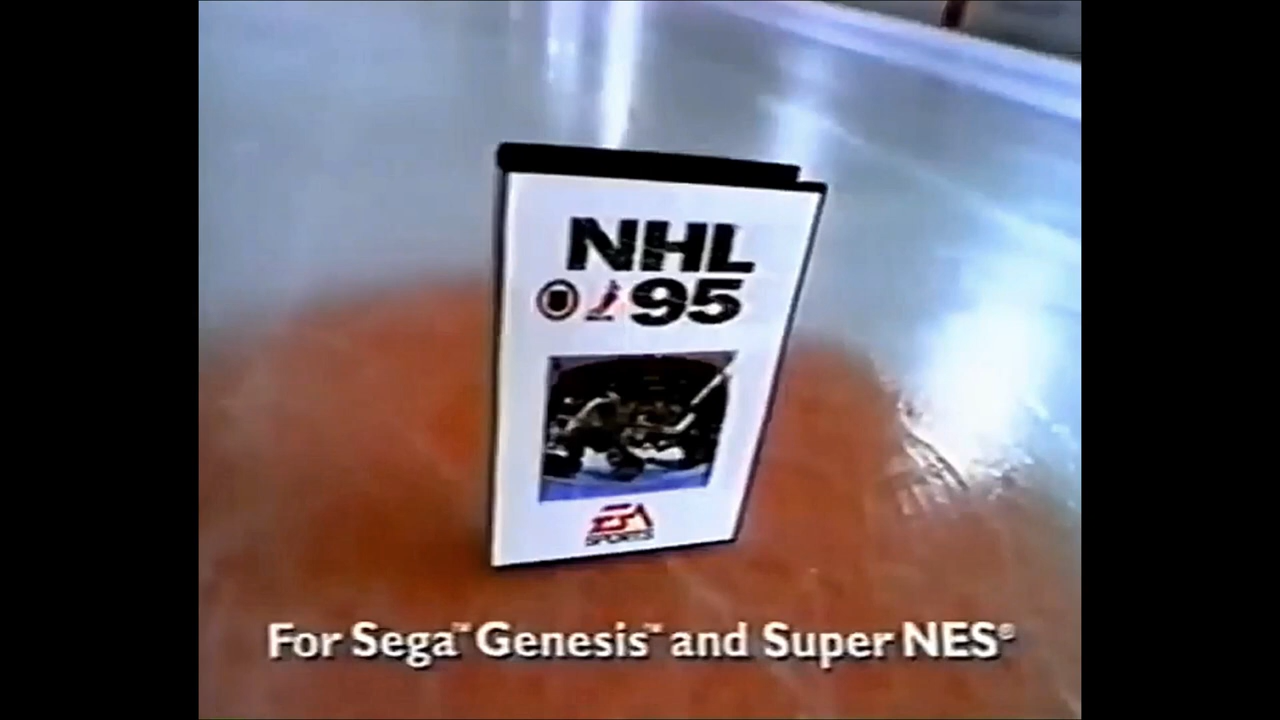 NHL
95
EA
SPORTS
For Sega™ Genesis™ and Super NES®